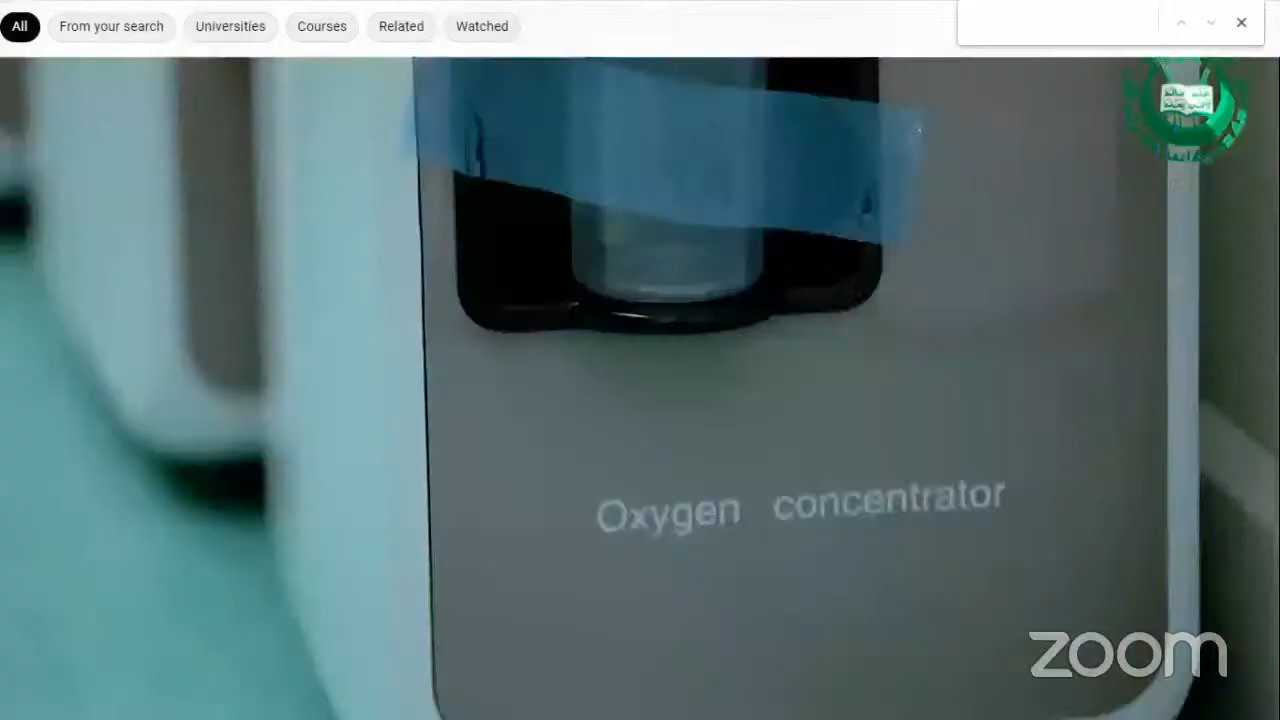 All
From your search
Universities
Courses
Related
Watched
Oxygen concentrator
zoom